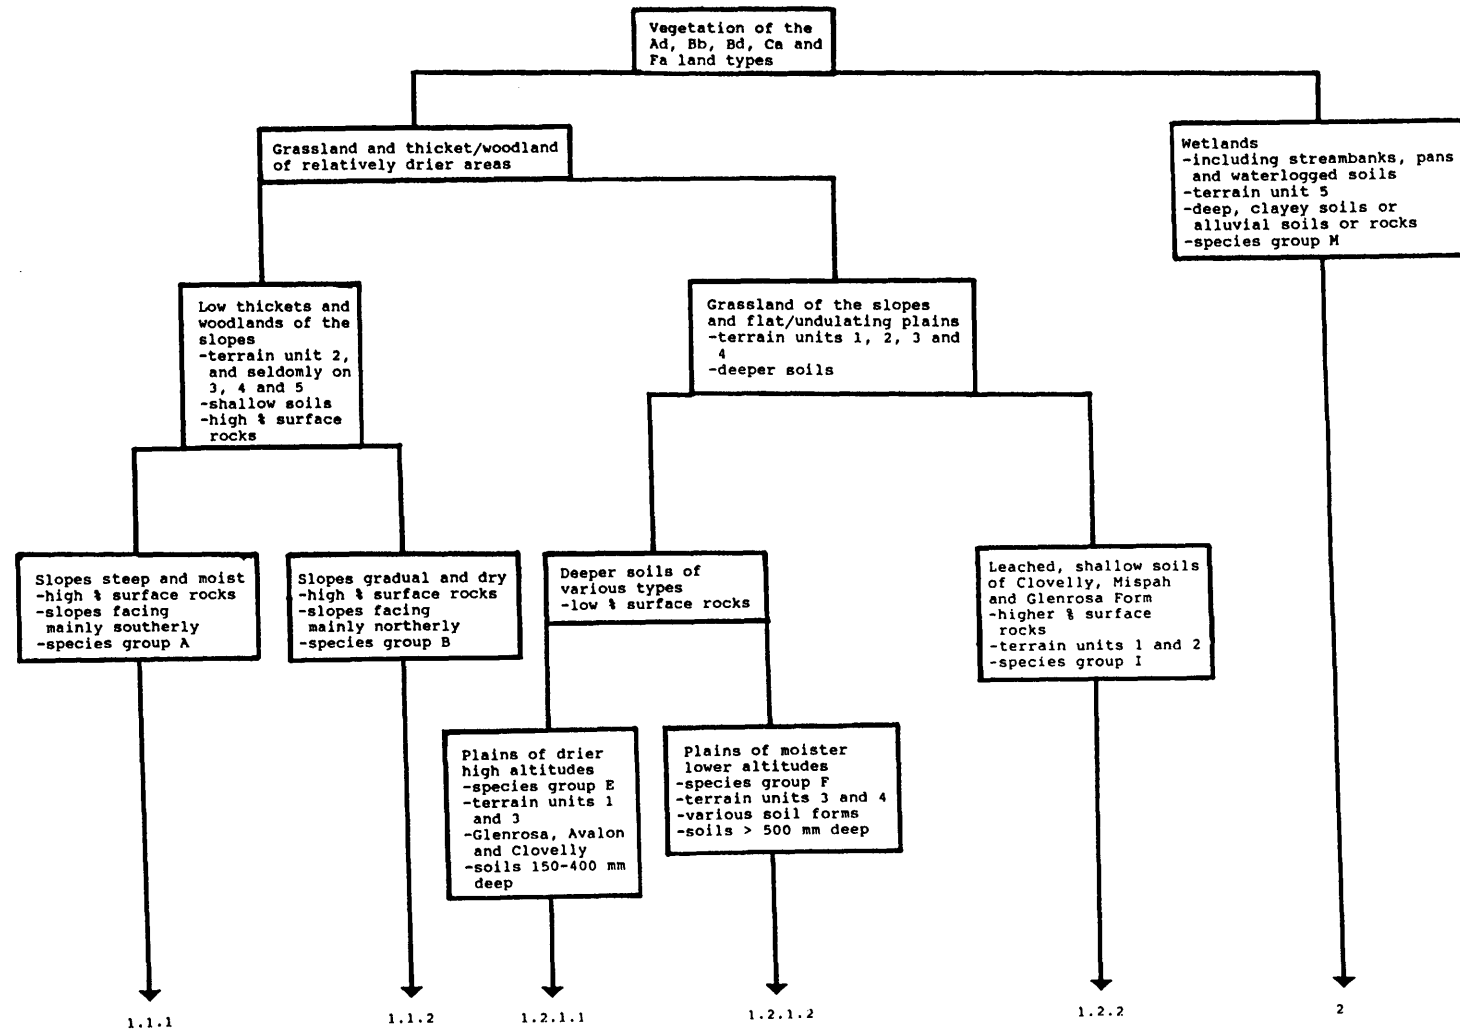 Vegetation of the
Ad, Bb, Bd, Ca and
Fa land types
Grassland and thicket/woodland
of relatively drier areas
Wetlands
-including streambanks, pans
and waterlogged soils
-terrain unit 5
-deep, clayey soils or
alluvial soils or rocks
-species group M
Low thickets and
woodlands of the
slopes
-terrain unit 2,
and seldomly on
3, 4 and 5
-shallow soils
-high % surface
rocks
Grassland of the slopes
and flat/undulating plains
-terrain units 1, 2, 3 and
4
-deeper soils
Slopes steep and moist
-high % surface rocks
-slopes facing
mainly southerly
-species group A
Slopes gradual and dry
-high % surface rocks
-slopes facing
mainly northerly
-species group B
Deeper soils of
various types
-low % surface rocks
Leached, shallow soils
of Clovelly, Mispah
and Glenrosa Form
-higher % surface
rocks
-terrain units 1 and 2
-species group I
Plains of drier
high altitudes
-species group E
-terrain units 1
and 3
-Glenrosa, Avalon
and Clovelly
-soils 150-400 mm
deep
Plains of moister
lower altitudes
-species group F
-terrain units 3 and 4
-various soil forms
-soils > 500 mm deep
1.1.1
1.1.2
1.2.1.1
1.2.1.2
1.2.2
2